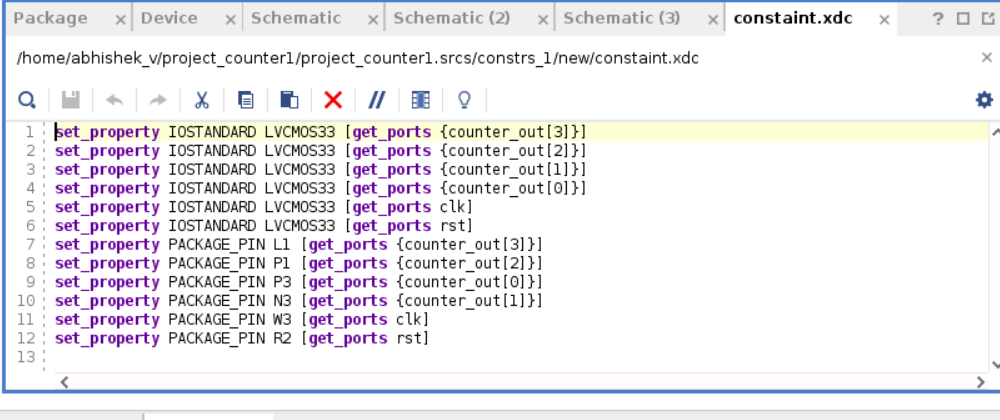 Package × Device × Schematic × Schematic (2) × Schematic (3) × constaint.xdc × ?
/home/abhishek_v/project_counter1/project_counter1.srcs/constrs_1/new/constaint.xdc ×
1 set_property IOSTANDARD LVCMOS33 [get_ports {counter_out[3]}]
2 set_property IOSTANDARD LVCMOS33 [get_ports {counter_out[2]}]
3 set_property IOSTANDARD LVCMOS33 [get_ports {counter_out[1]}]
4 set_property IOSTANDARD LVCMOS33 [get_ports {counter_out[0]}]
5 set_property IOSTANDARD LVCMOS33 [get_ports clk]
6 set_property IOSTANDARD LVCMOS33 [get_ports rst]
7 set_property PACKAGE_PIN L1 [get_ports {counter_out[3]}]
8 set_property PACKAGE_PIN P1 [get_ports {counter_out[2]}]
9 set_property PACKAGE_PIN P3 [get_ports {counter_out[0]}]
10 set_property PACKAGE_PIN N3 [get_ports {counter_out[1]}]
11 set_property PACKAGE_PIN W3 [get_ports clk]
12 set_property PACKAGE_PIN R2 [get_ports rst]
13